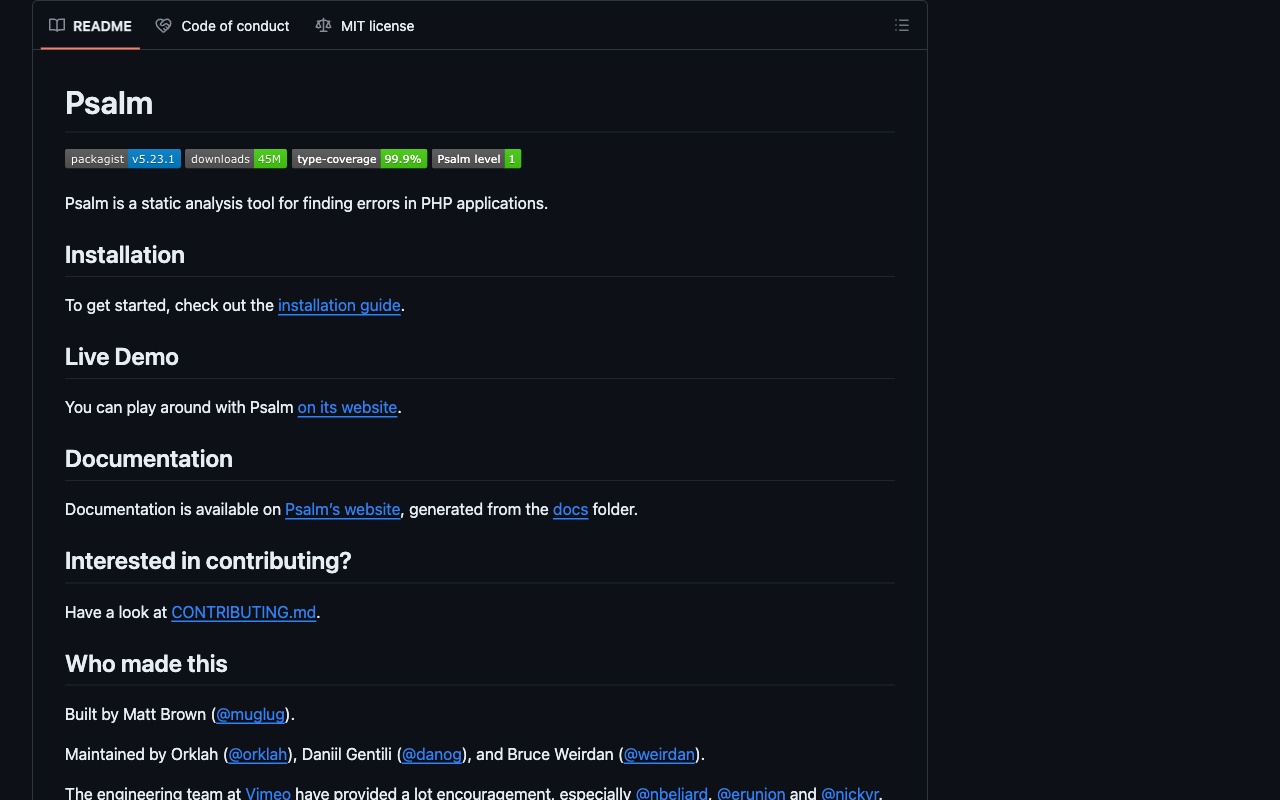 README Code of conduct MIT license
Psalm
packagist v5.23.1 downloads 45M type-coverage 99.9% Psalm level 1
Psalm is a static analysis tool for finding errors in PHP applications.
Installation
To get started, check out the installation guide.
Live Demo
You can play around with Psalm on its website.
Documentation
Documentation is available on Psalm’s website, generated from the docs folder.
Interested in contributing?
Have a look at CONTRIBUTING.md.
Who made this
Built by Matt Brown (@muglug).
Maintained by Orklah (@orklah), Daniil Gentili (@danog), and Bruce Weirdan (@weirdan).
The engineering team at Vimeo have provided a lot encouragement, especially @nbeliard, @erunion and @nickyr.